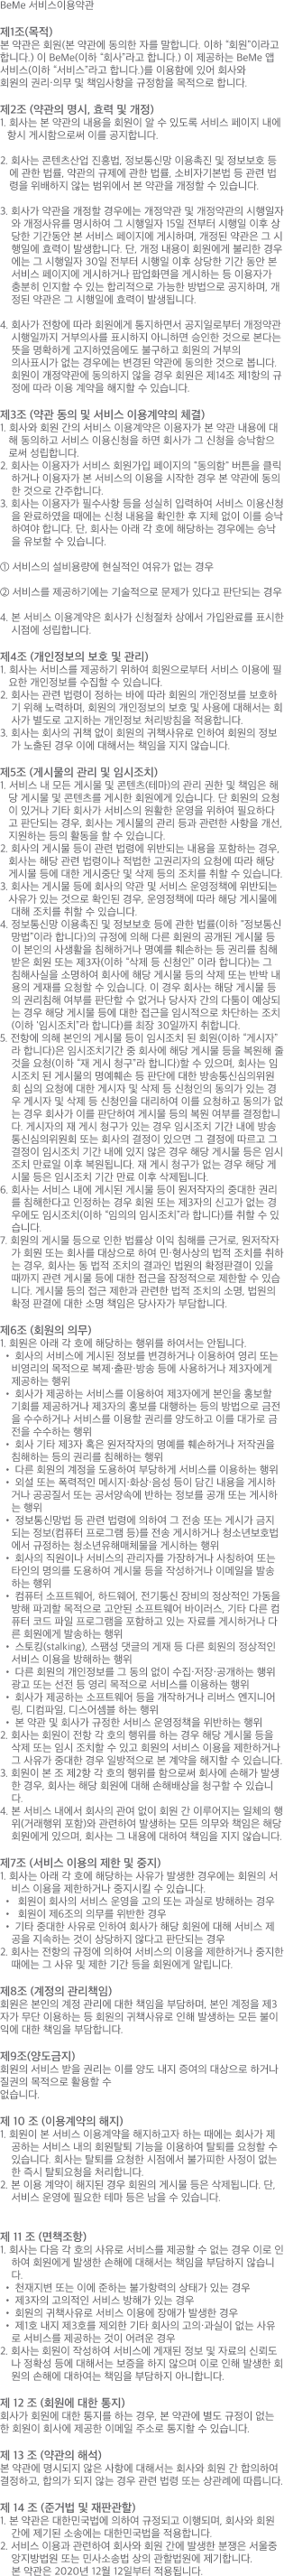 BeMe 서비스이용약관
제1조(목적)
본 약관은 회원(본 약관에 동의한 자를 말합니다. 이하 "회원"이라고
합니다.) 이 BeMe(이하 "회사"라고 합니다.) 이 제공하는 BeMe 앱
서비스(이하 "서비스"라고 합니다.)를 이용함에 있어 회사와
회원의 권리·의무 및 책임사항을 규정함을 목적으로 합니다.
제2조 (약관의 명시, 효력 및 개정)
1. 회사는 본 약관의 내용을 회원이 알 수 있도록 서비스 페이지 내에
항시 게시함으로써 이를 공지합니다.
2. 회사는 콘텐츠산업 진흥법, 정보통신망 이용촉진 및 정보보호 등
에 관한 법률, 약관의 규제에 관한 법률, 소비자기본법 등 관련 법
령을 위배하지 않는 범위에서 본 약관을 개정할 수 있습니다.
3. 회사가 약관을 개정할 경우에는 개정약관 및 개정약관의 시행일자
와 개정사유를 명시하여 그 시행일자 15일 전부터 시행일 이후 상
당한 기간동안 본 서비스 페이지에 게시하며, 개정된 약관은 그 시
행일에 효력이 발생합니다. 단, 개정 내용이 회원에게 불리한 경우
에는 그 시행일자 30일 전부터 시행일 이후 상당한 기간 동안 본
서비스 페이지에 게시하거나 팝업화면을 게시하는 등 이용자가
충분히 인지할 수 있는 합리적으로 가능한 방법으로 공지하며, 개
정된 약관은 그 시행일에 효력이 발생됩니다.
4. 회사가 전항에 따라 회원에게 통지하면서 공지일로부터 개정약관
시행일까지 거부의사를 표시하지 아니하면 승인한 것으로 본다는
뜻을 명확하게 고지하였음에도 불구하고 회원의 거부의
의사표시가 없는 경우에는 변경된 약관에 동의한 것으로 봅니다.
회원이 개정약관에 동의하지 않을 경우 회원은 제14조 제1항의 규
정에 따라 이용 계약을 해지할 수 있습니다.
제3조 (약관 동의 및 서비스 이용계약의 체결)
1. 회사와 회원 간의 서비스 이용계약은 이용자가 본 약관 내용에 대
해 동의하고 서비스 이용신청을 하면 회사가 그 신청을 승낙함으
로써 성립합니다.
2. 회사는 이용자가 서비스 회원가입 페이지의 "동의함" 버튼을 클릭
하거나 이용자가 본 서비스의 이용을 시작한 경우 본 약관에 동의
한 것으로 간주합니다.
3. 회사는 이용자가 필수사항 등을 성실히 입력하여 서비스 이용신청
을 완료하였을 때에는 신청 내용을 확인한 후 지체 없이 이를 승낙
하여야 합니다. 단, 회사는 아래 각 호에 해당하는 경우에는 승낙
을 유보할 수 있습니다.
① 서비스의 설비용량에 현실적인 여유가 없는 경우
② 서비스를 제공하기에는 기술적으로 문제가 있다고 판단되는 경우
4. 본 서비스 이용계약은 회사가 신청절차 상에서 가입완료를 표시한
시점에 성립합니다.
제4조 (개인정보의 보호 및 관리)
1. 회사는 서비스를 제공하기 위하여 회원으로부터 서비스 이용에 필
요한 개인정보를 수집할 수 있습니다.
2. 회사는 관련 법령이 정하는 바에 따라 회원의 개인정보를 보호하
기 위해 노력하며, 회원의 개인정보의 보호 및 사용에 대해서는 회
사가 별도로 고지하는 개인정보 처리방침을 적용합니다.
3. 회사는 회사의 귀책 없이 회원의 귀책사유로 인하여 회원의 정보
가 노출된 경우 이에 대해서는 책임을 지지 않습니다.
제5조 (게시물의 관리 및 임시조치)
1. 서비스 내 모든 게시물 및 콘텐츠(테마)의 관리 권한 및 책임은 해
당 게시물 및 콘텐츠를 게시한 회원에게 있습니다. 단 회원의 요청
이 있거나 기타 회사가 서비스의 원활한 운영을 위하여 필요하다
고 판단되는 경우, 회사는 게시물의 관리 등과 관련한 사항을 개선,
지원하는 등의 활동을 할 수 있습니다.
2. 회사의 게시물 등이 관련 법령에 위반되는 내용을 포함하는 경우,
회사는 해당 관련 법령이나 적법한 고권리자의 요청에 따라 해당
게시물 등에 대한 게시중단 및 삭제 등의 조치를 취할 수 있습니다.
3. 회사는 게시물 등에 회사의 약관 및 서비스 운영정책에 위반되는
사유가 있는 것으로 확인된 경우, 운영정책에 따라 해당 게시물에
대해 조치를 취할 수 있습니다.
4. 정보통신망 이용촉진 및 정보보호 등에 관한 법률(이하 "정보통신
망법"이라 합니다)의 규정에 의해 다른 회원의 공개된 게시물 등
이 본인의 사생활을 침해하거나 명예를 훼손하는 등 권리를 침해
받은 회원 또는 제3자(이하 "삭제 등 신청인" 이라 합니다)는 그
침해사실을 소명하여 회사에 해당 게시물 등의 삭제 또는 반박 내
용의 게재를 요청할 수 있습니다. 이 경우 회사는 해당 게시물 등
의 권리침해 여부를 판단할 수 없거나 당사자 간의 다툼이 예상되
는 경우 해당 게시물 등에 대한 접근을 임시적으로 차단하는 조치
(이하 '임시조치"라 합니다)를 최장 30일까지 취합니다.
5. 전항에 의해 본인의 게시물 등이 임시조치 된 회원(이하 "게시자"
라 합니다)은 임시조치기간 중 회사에 해당 게시물 등을 복원해 줄
것을 요청(이하 "재 게시 청구"라 합니다)할 수 있으며, 회사는 임
시조치 된 게시물의 명예훼손 등 판단에 대한 방송통신심의위원
회 심의 요청에 대한 게시자 및 삭제 등 신청인의 동의가 있는 경
우 게시자 및 삭제 등 신청인을 대리하여 이를 요청하고 동의가 없
는 경우 회사가 이를 판단하여 게시물 등의 복원 여부를 결정합니
다. 게시자의 재 게시 청구가 있는 경우 임시조치 기간 내에 방송
통신심의위원회 또는 회사의 결정이 있으면 그 결정에 따르고 그
결정이 임시조치 기간 내에 있지 않은 경우 해당 게시물 등은 임시
조치 만료일 이후 복원됩니다. 재 게시 청구가 없는 경우 해당 게
시물 등은 임시조치 기간 만료 이후 삭제됩니다.
6. 회사는 서비스 내에 게시된 게시물 등이 원저작자의 중대한 권리
를 침해한다고 인정하는 경우 회원 또는 제3자의 신고가 없는 경
우에도 임시조치(이하 "임의의 임시조치"라 합니다)를 취할 수 있
습니다.
7. 회원의 게시물 등으로 인한 법률상 이익 침해를 근거로, 원저작자
가 회원 또는 회사를 대상으로 하여 민·형사상의 법적 조치를 취하
는 경우, 회사는 동 법적 조치의 결과인 법원의 확정판결이 있을
때까지 관련 게시물 등에 대한 접근을 잠정적으로 제한할 수 있습
니다. 게시물 등의 접근 제한과 관련한 법적 조치의 소명, 법원의
확정 판결에 대한 소명 책임은 당사자가 부담합니다.
제6조 (회원의 의무)
1. 회원은 아래 각 호에 해당하는 행위를 하여서는 안됩니다.
• 회사의 서비스에 게시된 정보를 변경하거나 이용하여 영리 또는
비영리의 목적으로 복제·출판·방송 등에 사용하거나 제3자에게
제공하는 행위
• 회사가 제공하는 서비스를 이용하여 제3자에게 본인을 홍보할
기회를 제공하거나 제3자의 홍보를 대행하는 등의 방법으로 금전
을 수수하거나 서비스를 이용할 권리를 양도하고 이를 대가로 금
전을 수수하는 행위
• 회사 기타 제3자 혹은 원저작자의 명예를 훼손하거나 저작권을
침해하는 등의 권리를 침해하는 행위
• 다른 회원의 계정을 도용하여 부당하게 서비스를 이용하는 행위
• 외설 또는 폭력적인 메시지·화상·음성 등이 담긴 내용을 게시하
거나 공공질서 또는 공서양속에 반하는 정보를 공개 또는 게시하
는 행위
• 정보통신망법 등 관련 법령에 의하여 그 전송 또는 게시가 금지
되는 정보(컴퓨터 프로그램 등)를 전송 게시하거나 청소년보호법
에서 규정하는 청소년유해매체물을 게시하는 행위
• 회사의 직원이나 서비스의 관리자를 가장하거나 사칭하여 또는
타인의 명의를 도용하여 게시물 등을 작성하거나 이메일을 발송
하는 행위
• 컴퓨터 소프트웨어, 하드웨어, 전기통신 장비의 정상적인 가동을
방해 파괴할 목적으로 고안된 소프트웨어 바이러스, 기타 다른 컴
퓨터 코드 파일 프로그램을 포함하고 있는 자료를 게시하거나 다
른 회원에게 발송하는 행위
• 스토킹(stalking), 스팸성 댓글의 게재 등 다른 회원의 정상적인
서비스 이용을 방해하는 행위
• 다른 회원의 개인정보를 그 동의 없이 수집·저장·공개하는 행위
광고 또는 선전 등 영리 목적으로 서비스를 이용하는 행위
• 회사가 제공하는 소프트웨어 등을 개작하거나 리버스 엔지니어
링, 디컴파일, 디스어셈블 하는 행위
• 본 약관 및 회사가 규정한 서비스 운영정책을 위반하는 행위
2. 회사는 회원이 전항 각 호의 행위를 하는 경우 해당 게시물 등을
삭제 또는 임시 조치할 수 있고 회원의 서비스 이용을 제한하거나
그 사유가 중대한 경우 일방적으로 본 계약을 해지할 수 있습니다.
3. 회원이 본 조 제2항 각 호의 행위를 함으로써 회사에 손해가 발생
한 경우, 회사는 해당 회원에 대해 손해배상을 청구할 수 있습니
다.
4. 본 서비스 내에서 회사의 관여 없이 회원 간 이루어지는 일체의 행
위(거래행위 포함)와 관련하여 발생하는 모든 의무와 책임은 해당
회원에게 있으며, 회사는 그 내용에 대하여 책임을 지지 않습니다.
제7조 (서비스 이용의 제한 및 중지)
1. 회사는 아래 각 호에 해당하는 사유가 발생한 경우에는 회원의 서
비스 이용을 제한하거나 중지시킬 수 있습니다.
• 회원이 회사의 서비스 운영을 고의 또는 과실로 방해하는 경우
• 회원이 제6조의 의무를 위반한 경우
• 기타 중대한 사유로 인하여 회사가 해당 회원에 대해 서비스 제
공을 지속하는 것이 상당하지 않다고 판단되는 경우
2. 회사는 전항의 규정에 의하여 서비스의 이용을 제한하거나 중지한
때에는 그 사유 및 제한 기간 등을 회원에게 알립니다.
제8조 (계정의 관리책임)
회원은 본인의 계정 관리에 대한 책임을 부담하며, 본인 계정을 제3
자가 무단 이용하는 등 회원의 귀책사유로 인해 발생하는 모든 불이
익에 대한 책임을 부담합니다.
제9조(양도금지)
회원의 서비스 받을 권리는 이를 양도 내지 증여의 대상으로 하거나
질권의 목적으로 활용할 수
없습니다.
제 10 조 (이용계약의 해지)
1. 회원이 본 서비스 이용계약을 해지하고자 하는 때에는 회사가 제
공하는 서비스 내의 회원탈퇴 기능을 이용하여 탈퇴를 요청할 수
있습니다. 회사는 탈퇴를 요청한 시점에서 불가피한 사정이 없는
한 즉시 탈퇴요청을 처리합니다.
2. 본 이용 계약이 해지된 경우 회원의 게시물 등은 삭제됩니다. 단,
서비스 운영에 필요한 테마 등은 남을 수 있습니다.
제 11 조 (면책조항)
1. 회사는 다음 각 호의 사유로 서비스를 제공할 수 없는 경우 이로 인
하여 회원에게 발생한 손해에 대해서는 책임을 부담하지 않습니
다.
• 천재지변 또는 이에 준하는 불가항력의 상태가 있는 경우
• 제3자의 고의적인 서비스 방해가 있는 경우
• 회원의 귀책사유로 서비스 이용에 장애가 발생한 경우
• 제1호 내지 제3호를 제외한 기타 회사의 고의·과실이 없는 사유
로 서비스를 제공하는 것이 어려운 경우
2. 회사는 회원이 작성하여 서비스에 게재된 정보 및 자료의 신뢰도
나 정확성 등에 대해서는 보증을 하지 않으며 이로 인해 발생한 회
원의 손해에 대하여는 책임을 부담하지 아니합니다.
제 12 조 (회원에 대한 통지)
회사가 회원에 대한 통지를 하는 경우, 본 약관에 별도 규정이 없는
한 회원이 회사에 제공한 이메일 주소로 통지할 수 있습니다.
제 13 조 (약관의 해석)
본 약관에 명시되지 않은 사항에 대해서는 회사와 회원 간 합의하여
결정하고, 합의가 되지 않는 경우 관련 법령 또는 상관례에 따릅니다.
제 14 조 (준거법 및 재판관할)
1. 본 약관은 대한민국법에 의하여 규정되고 이행되며, 회사와 회원
간에 제기된 소송에는 대한민국법을 적용합니다.
2. 서비스 이용과 관련하여 회사와 회원 간에 발생한 분쟁은 서울중
앙지방법원 또는 민사소송법 상의 관할법원에 제기합니다.
본 약관은 2020년 12월 12일부터 적용됩니다.